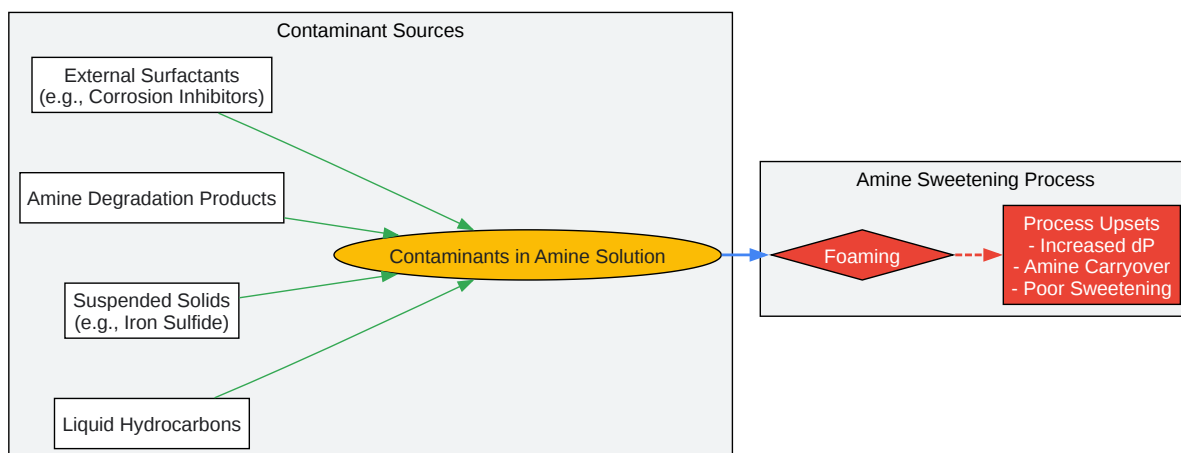 Contaminant Sources
External Surfactants
(e.g., Corrosion Inhibitors)
Amine Degradation Products
Suspended Solids
(e.g., Iron Sulfide)
Liquid Hydrocarbons
Contaminants in Amine Solution
Amine Sweetening Process
Foaming
Process Upsets
- Increased dP
- Amine Carryover
- Poor Sweetening